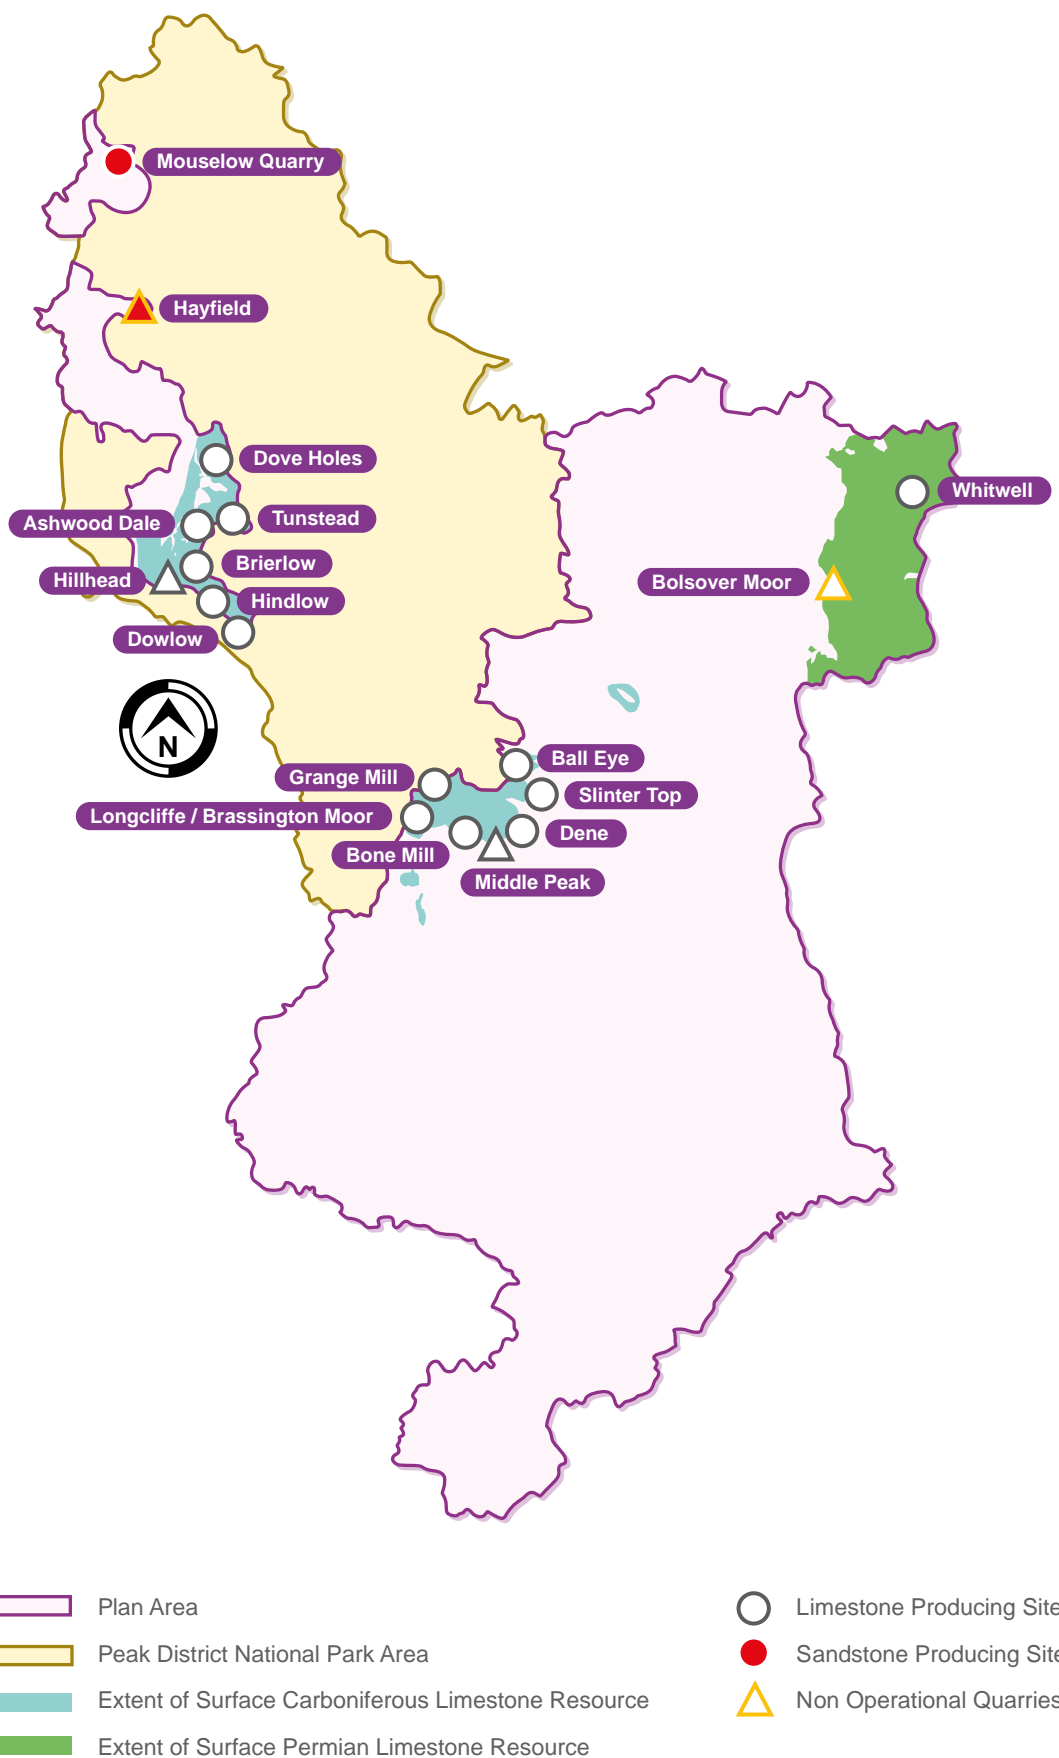 Mouselow Quarry
Hayfield
Dove Holes
Whitwell
Ashwood Dale
Tunstead
Brierlow
Hillhead
Bolsover Moor
Hindlow
Dowlow
N
Ball Eye
Grange Mill
Slinter Top
Longcliffe / Brassington Moor
Dene
Bone Mill
Middle Peak
Plan Area
Peak District National Park Area
Extent of Surface Carboniferous Limestone Resource
Extent of Surface Permian Limestone Resource
Limestone Producing Site
Sandstone Producing Site
Non Operational Quarries